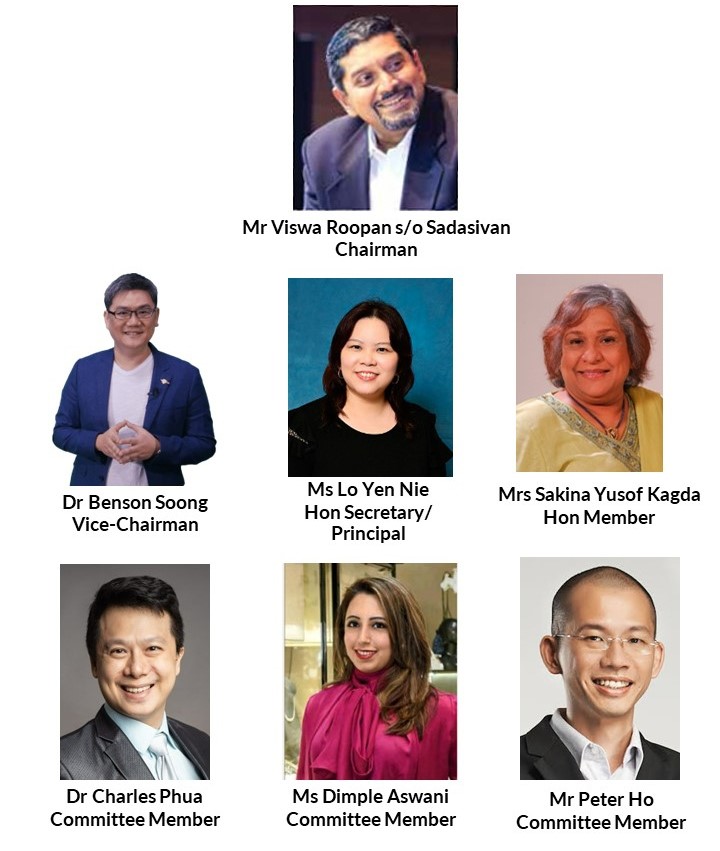 Mr Viswa Roopan s/o Sadasivan
Chairman
Dr Benson Soong
Vice-Chairman
Ms Lo Yen Nie
Hon Secretary/
Principal
Mrs Sakina Yusof Kagda
Hon Member
Dr Charles Phua
Committee Member
Ms Dimple Aswani
Committee Member
Mr Peter Ho
Committee Member